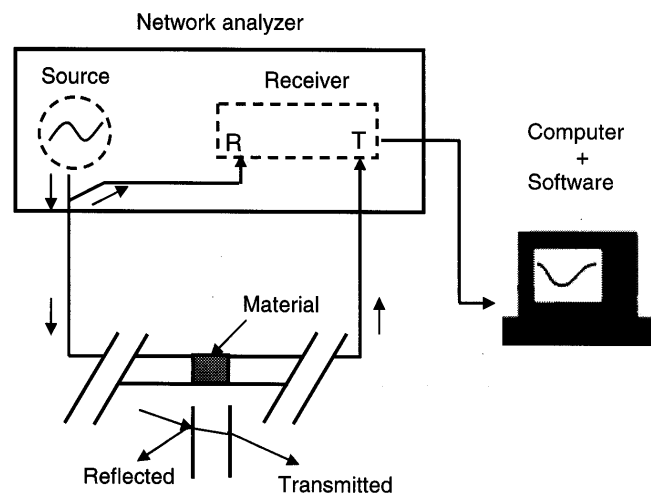 Network analyzer
Source
Receiver
R
T
Computer
+
Software
Material
Reflected
Transmitted